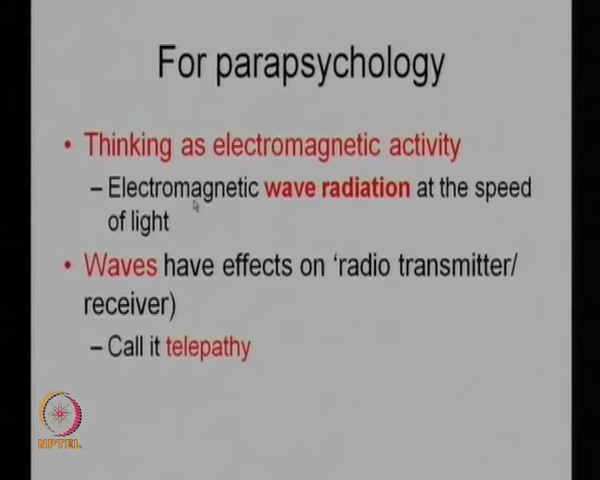 For parapsychology
• Thinking as electromagnetic activity
– Electromagnetic wave radiation at the speed
of light
• Waves have effects on ‘radio transmitter/
receiver)
– Call it telepathy
NPTEL